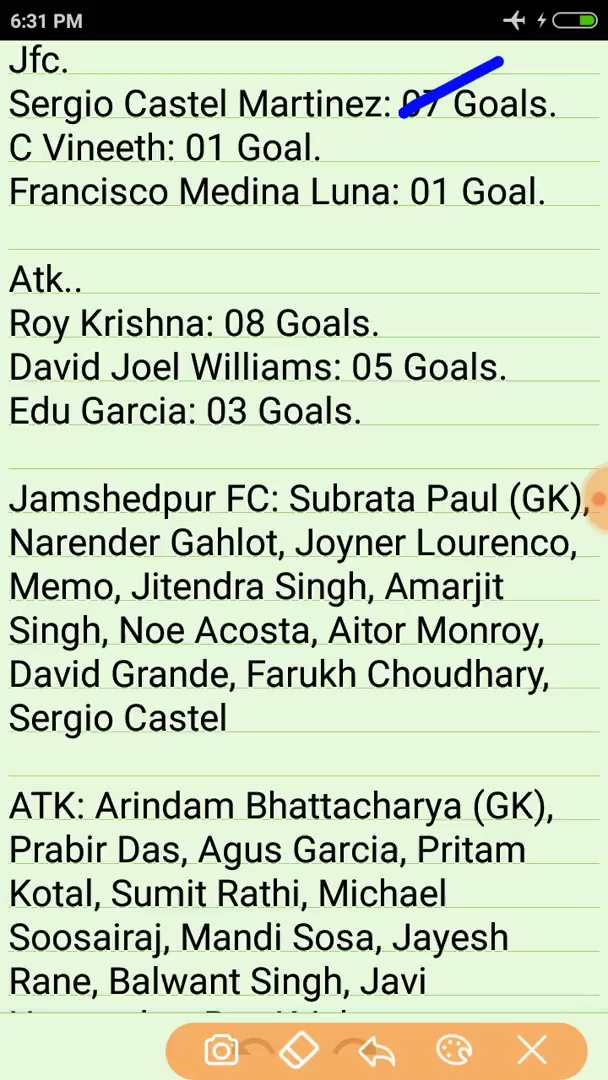 6:31 PM
Jfc.
Sergio Castel Martinez: 07 Goals.
C Vineeth: 01 Goal.
Francisco Medina Luna: 01 Goal.
Atk..
Roy Krishna: 08 Goals.
David Joel Williams: 05 Goals.
Edu Garcia: 03 Goals.
Jamshedpur FC: Subrata Paul (GK),
Narender Gahlot, Joyner Lourenco,
Memo, Jitendra Singh, Amarjit
Singh, Noe Acosta, Aitor Monroy,
David Grande, Farukh Choudhary,
Sergio Castel
ATK: Arindam Bhattacharya (GK),
Prabir Das, Agus Garcia, Pritam
Kotal, Sumit Rathi, Michael
Soosairaj, Mandi Sosa, Jayesh
Rane, Balwant Singh, Javi